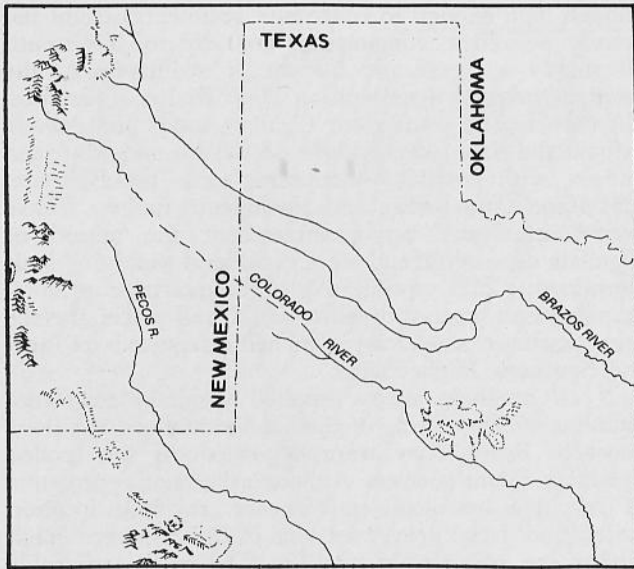 TEXAS
OKLAHOMA
NEW MEXICO
PECOS R.
COLORADO
RIVER
BRAZOS RIVER